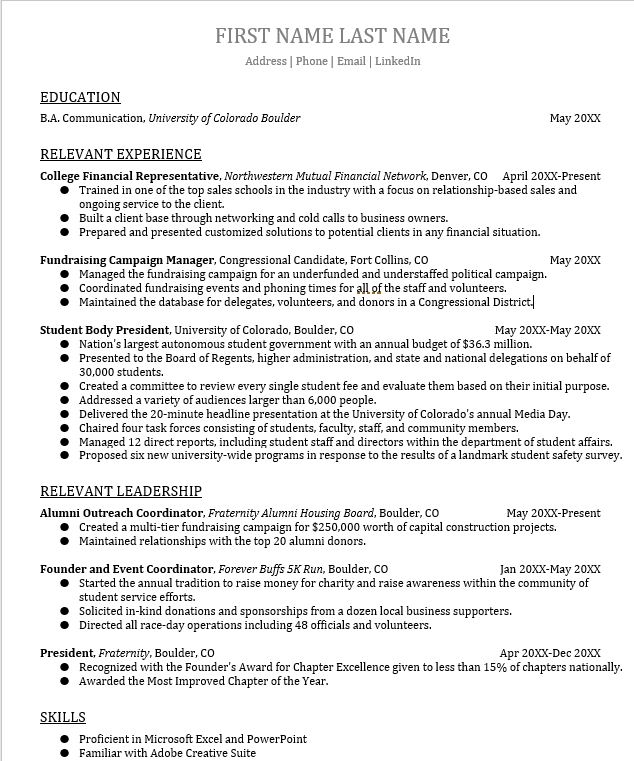 FIRST NAME LAST NAME
Address | Phone | Email | LinkedIn
EDUCATION
B.A. Communication, University of Colorado Boulder May 20XX
RELEVANT EXPERIENCE
College Financial Representative, Northwestern Mutual Financial Network, Denver, CO April 20XX-Present
● Trained in one of the top sales schools in the industry with a focus on relationship-based sales and
ongoing service to the client.
● Built a client base through networking and cold calls to business owners.
● Prepared and presented customized solutions to potential clients in any financial situation.
Fundraising Campaign Manager, Congressional Candidate, Fort Collins, CO May 20XX
● Managed the fundraising campaign for an underfunded and understaffed political campaign.
● Coordinated fundraising events and phoning times for all of the staff and volunteers.
● Maintained the database for delegates, volunteers, and donors in a Congressional District.
Student Body President, University of Colorado, Boulder, CO May 20XX-May 20XX
● Nation's largest autonomous student government with an annual budget of $36.3 million.
● Presented to the Board of Regents, higher administration, and state and national delegations on behalf of
30,000 students.
● Created a committee to review every single student fee and evaluate them based on their initial purpose.
● Addressed a variety of audiences larger than 6,000 people.
● Delivered the 20-minute headline presentation at the University of Colorado's annual Media Day.
● Chaired four task forces consisting of students, faculty, staff, and community members.
● Managed 12 direct reports, including student staff and directors within the department of student affairs.
● Proposed six new university-wide programs in response to the results of a landmark student safety survey.
RELEVANT LEADERSHIP
Alumni Outreach Coordinator, Fraternity Alumni Housing Board, Boulder, CO May 20XX-Present
● Created a multi-tier fundraising campaign for $250,000 worth of capital construction projects.
● Maintained relationships with the top 20 alumni donors.
Founder and Event Coordinator, Forever Buffs 5K Run, Boulder, CO Jan 20XX-May 20XX
● Started the annual tradition to raise money for charity and raise awareness within the community of
student service efforts.
● Solicited in-kind donations and sponsorships from a dozen local business supporters.
● Directed all race-day operations including 48 officials and volunteers.
President, Fraternity, Boulder, CO Apr 20XX-Dec 20XX
● Recognized with the Founder's Award for Chapter Excellence given to less than 15% of chapters nationally.
● Awarded the Most Improved Chapter of the Year.
SKILLS
● Proficient in Microsoft Excel and PowerPoint
● Familiar with Adobe Creative Suite